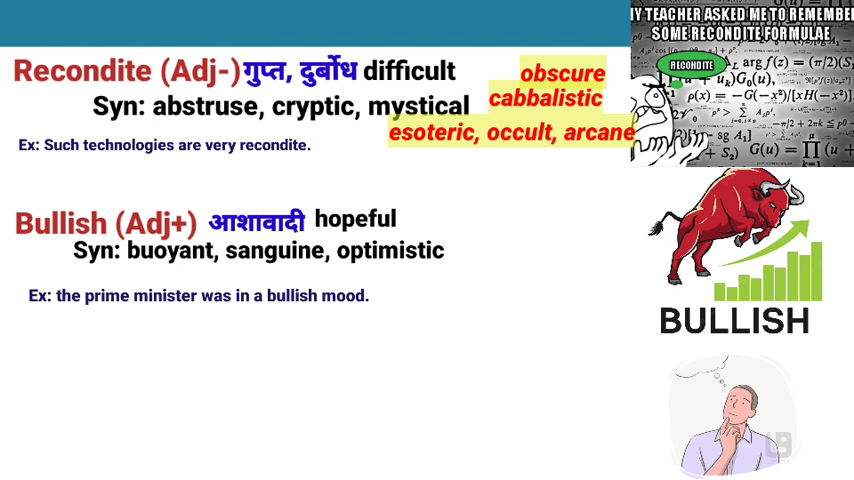 Recondite (Adj-) गुप्त, दुर्बोध difficult
Syn: abstruse, cryptic, mystical
obscure
cabbalistic
esoteric, occult, arcane
Ex: Such technologies are very recondite.
Bullish (Adj+) आशावादी hopeful
Syn: buoyant, sanguine, optimistic
Ex: the prime minister was in a bullish mood.
MY TEACHER ASKED ME TO REMEMBER
SOME RECONDITE FORMULAE
RECONDITE
BULLISH